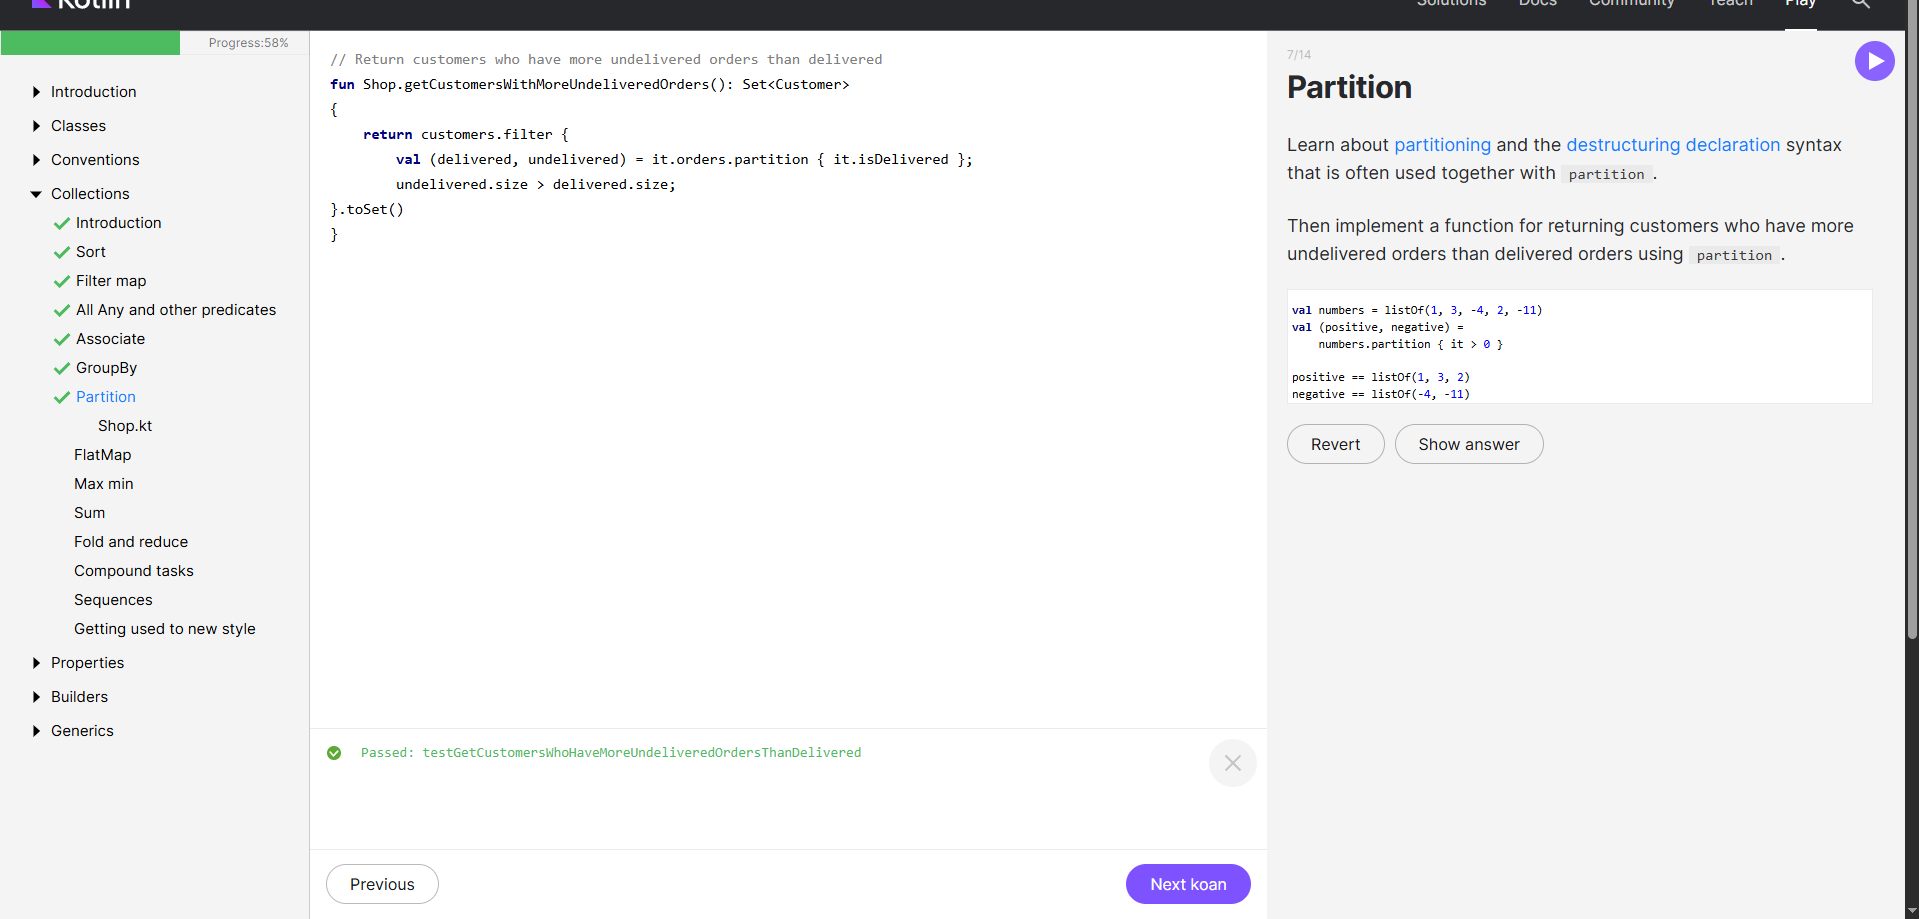 Kotlin
Solutions Docs Community Teach Play
Progress:58%
Introduction
Classes
Conventions
Collections
Introduction
Sort
Filter map
All Any and other predicates
Associate
GroupBy
Partition
Shop.kt
FlatMap
Max min
Sum
Fold and reduce
Compound tasks
Sequences
Getting used to new style
Properties
Builders
Generics
// Return customers who have more undelivered orders than delivered
fun Shop.getCustomersWithMoreUndeliveredOrders(): Set<Customer>
{
    return customers.filter {
        val (delivered, undelivered) = it.orders.partition { it.isDelivered };
        undelivered.size > delivered.size;
}.toSet()
}
Passed: testGetCustomersWhoHaveMoreUndeliveredOrdersThanDelivered
Previous
Next koan
7/14
Partition
Learn about partitioning and the destructuring declaration syntax
that is often used together with partition .
Then implement a function for returning customers who have more
undelivered orders than delivered orders using partition .
val numbers = listOf(1, 3, -4, 2, -11)
val (positive, negative) =
    numbers.partition { it > 0 }
positive == listOf(1, 3, 2)
negative == listOf(-4, -11)
Revert
Show answer